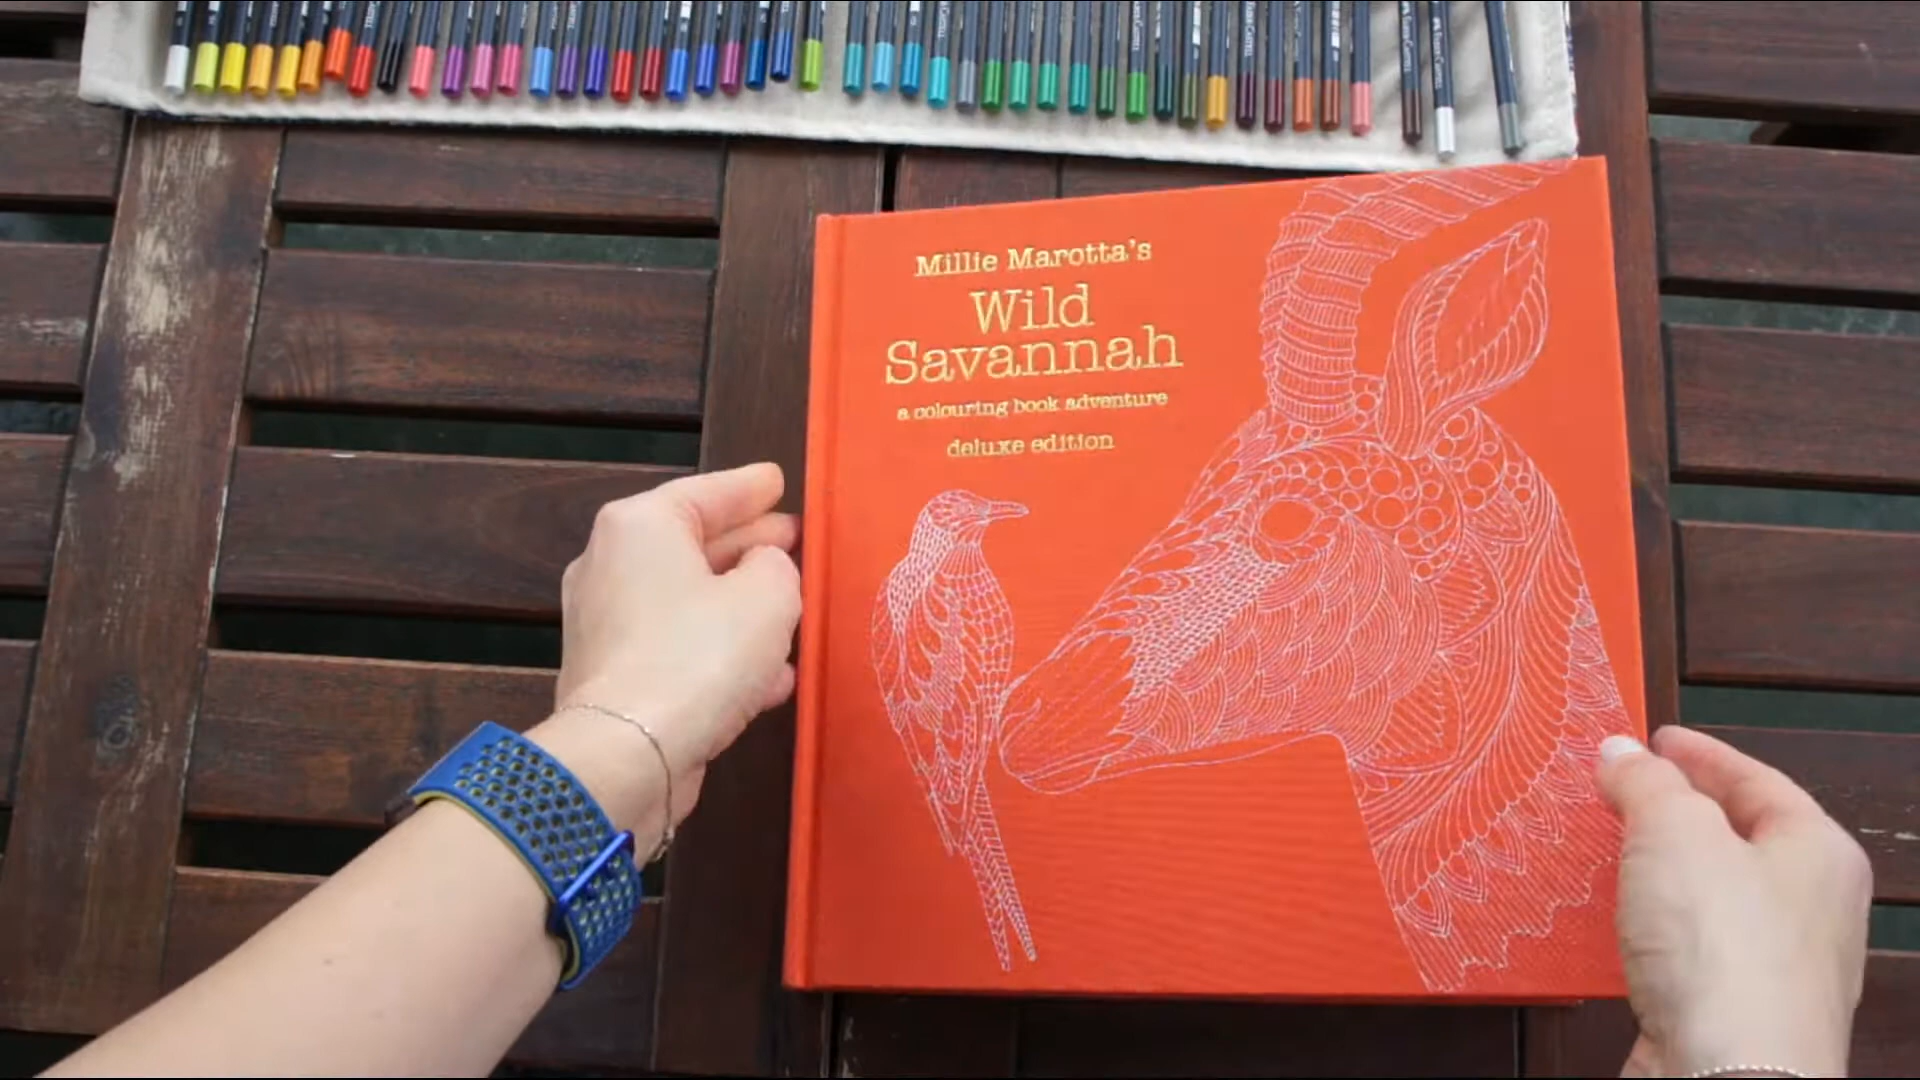 Millie Marotta's
Wild
Savannah
a colouring book adventure
deluxe edition